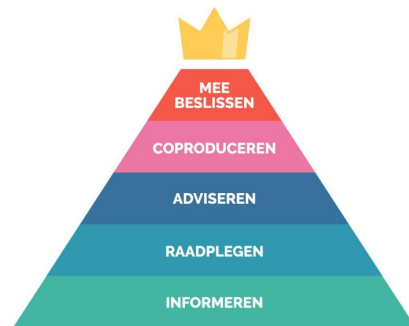 MEE
BESLISSEN
COPRODUCEREN
ADVISEREN
RAADPLEGEN
INFORMEREN